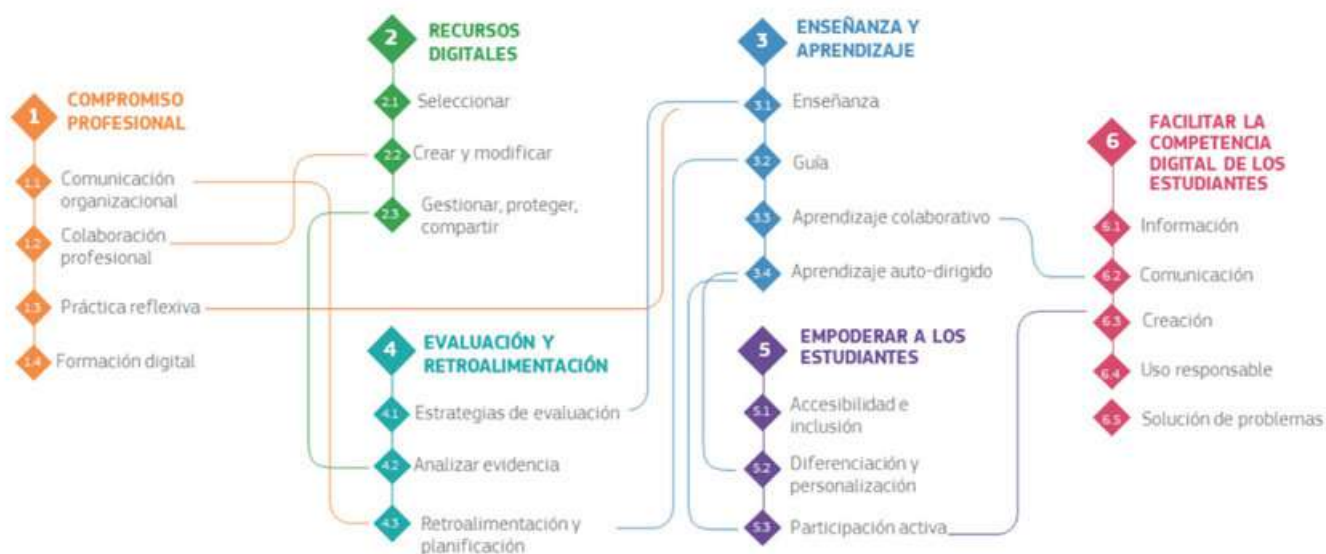 1
COMPROMISO
PROFESIONAL
1.1
Comunicación
organizacional
1.2
Colaboración
profesional
1.3
Práctica reflexiva
1.4
Formación digital
2
RECURSOS
DIGITALES
2.1
Seleccionar
2.2
Crear y modificar
2.3
Gestionar, proteger,
compartir
3
ENSEÑANZA Y
APRENDIZAJE
3.1
Enseñanza
3.2
Guía
3.3
Aprendizaje colaborativo
3.4
Aprendizaje auto-dirigido
4
EVALUACIÓN Y
RETROALIMENTACIÓN
4.1
Estrategias de evaluación
4.2
Analizar evidencia
4.3
Retroalimentación y
planificación
5
EMPODERAR A LOS
ESTUDIANTES
5.1
Accesibilidad e
inclusión
5.2
Diferenciación y
personalización
5.3
Participación activa
6
FACILITAR LA
COMPETENCIA
DIGITAL DE LOS
ESTUDIANTES
6.1
Información
6.2
Comunicación
6.3
Creación
6.4
Uso responsable
6.5
Solución de problemas